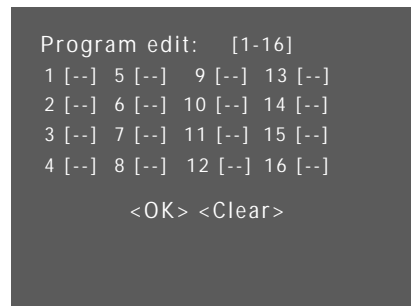 Program edit: [1-16]
1 [--] 5 [--] 9 [--] 13 [--]
2 [--] 6 [--] 10 [--] 14 [--]
3 [--] 7 [--] 11 [--] 15 [--]
4 [--] 8 [--] 12 [--] 16 [--]
<OK> <Clear>